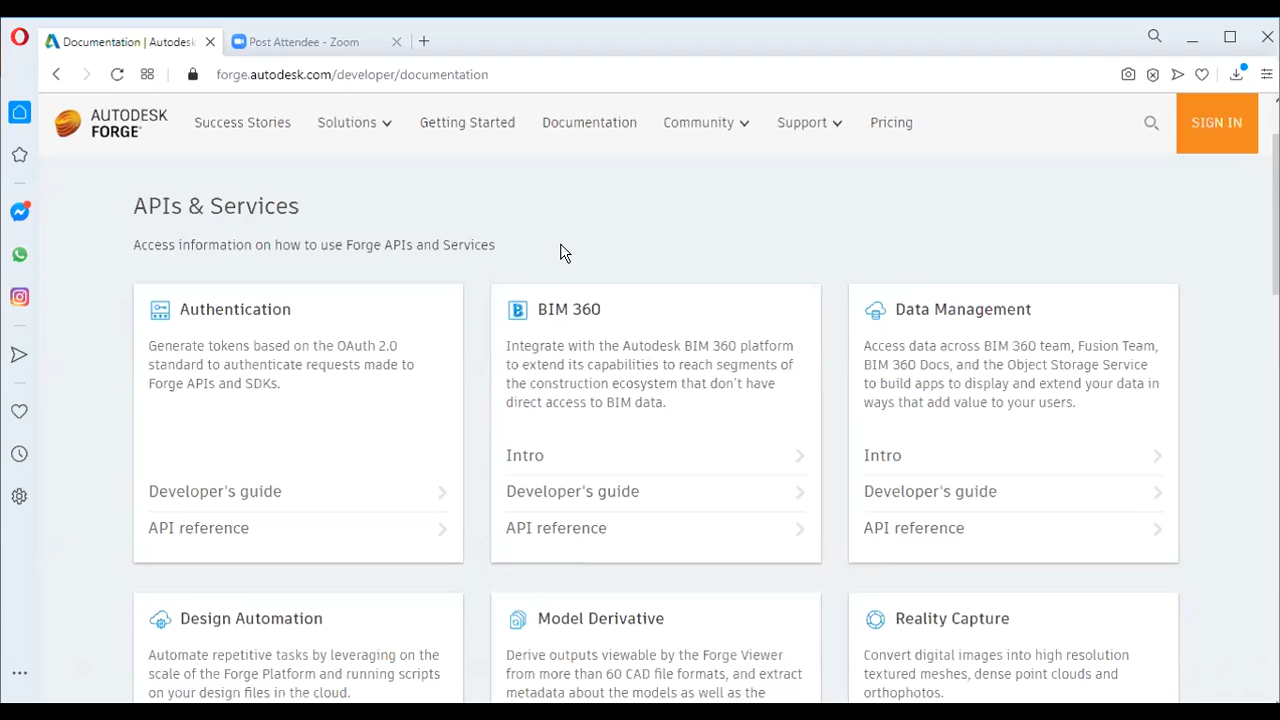 Documentation | Autodesk
Post Attendee - Zoom
forge.autodesk.com/developer/documentation
AUTODESK
FORGE
Success Stories
Solutions
Getting Started
Documentation
Community
Support
Pricing
SIGN IN
APIs & Services
Access information on how to use Forge APIs and Services
Authentication
Generate tokens based on the OAuth 2.0
standard to authenticate requests made to
Forge APIs and SDKs.
Developer's guide
API reference
BIM 360
Integrate with the Autodesk BIM 360 platform
to extend its capabilities to reach segments of
the construction ecosystem that don't have
direct access to BIM data.
Intro
Developer's guide
API reference
Data Management
Access data across BIM 360 team, Fusion Team,
BIM 360 Docs, and the Object Storage Service
to build apps to display and extend your data in
ways that add value to your users.
Intro
Developer's guide
API reference
Design Automation
Automate repetitive tasks by leveraging on the
scale of the Forge Platform and running scripts
on your design files in the cloud.
Model Derivative
Derive outputs viewable by the Forge Viewer
from more than 60 CAD file formats, and extract
metadata about the models as well as the
Reality Capture
Convert digital images into high resolution
textured meshes, dense point clouds and
orthophotos.